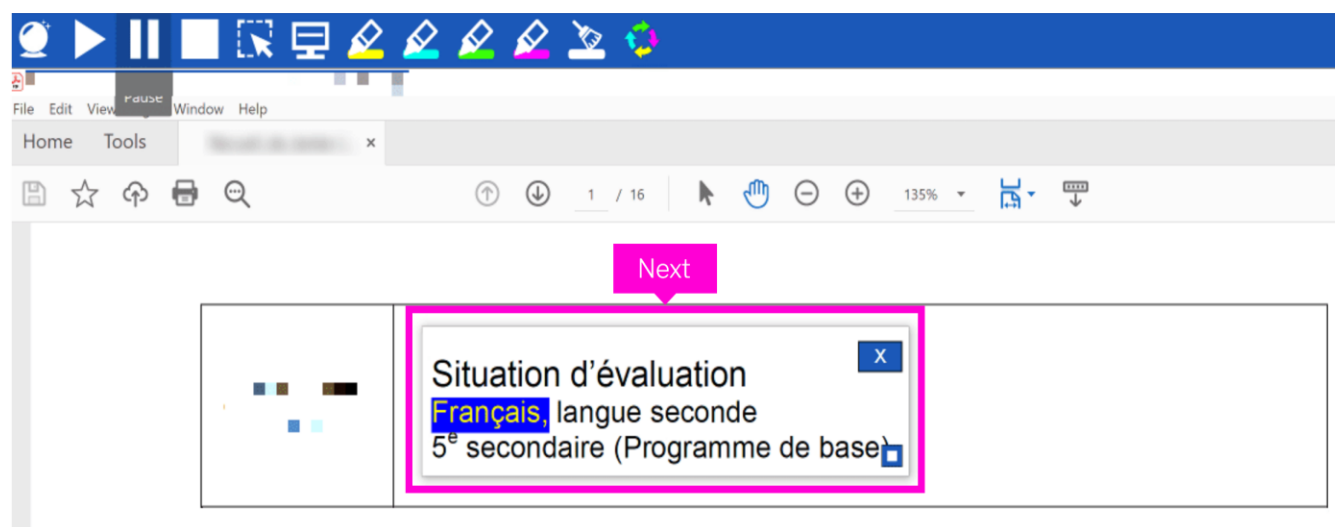 Pause
File Edit View Window Help
Home Tools x
1 / 16 135%
Next
X
Situation d’évaluation
Français, langue seconde
5e secondaire (Programme de base)